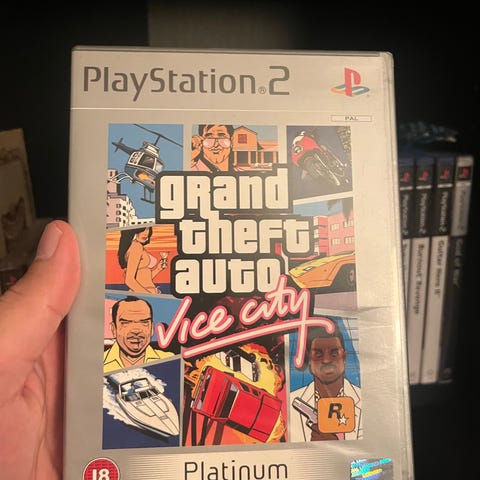 PlayStation®2
PAL
grand
theft
auto
Vice City
R
18
Platinum
PlayStation 2
PlayStation 2
Burnout Revenge
PlayStation 2
Guitar Hero II
God of War